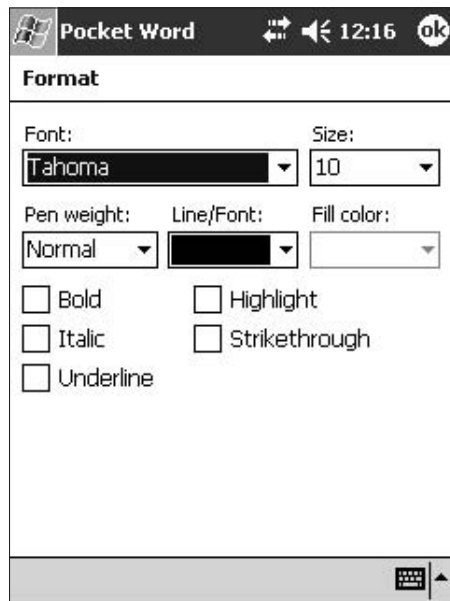 Pocket Word 12:16 ok
Format
Font: Size:
Tahoma 10
Pen weight: Line/Font: Fill color:
Normal
Bold Highlight
Italic Strikethrough
Underline